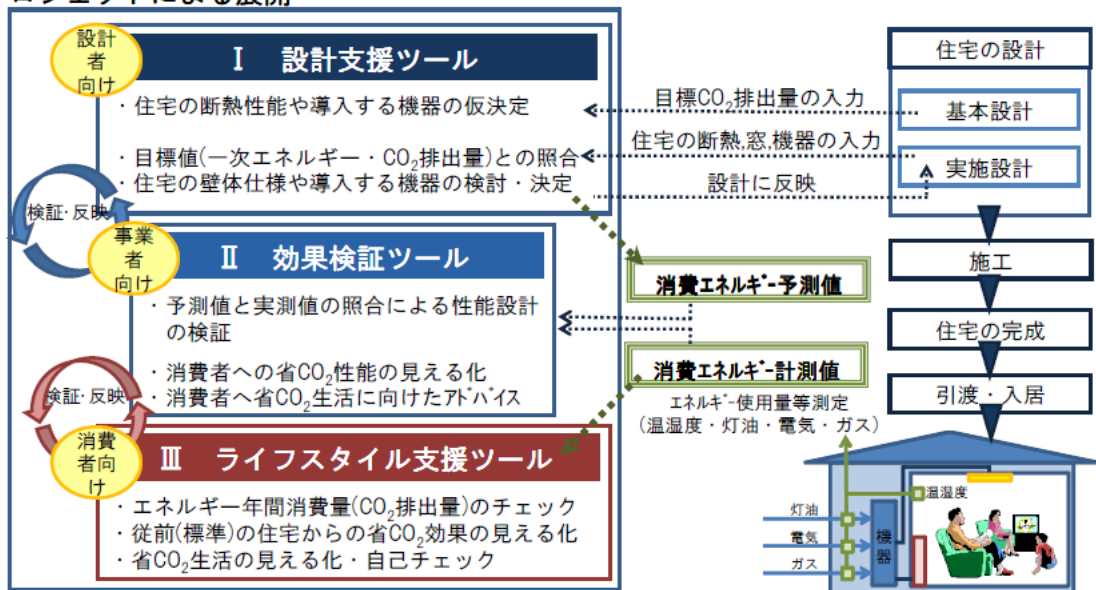 設計
者
向け
Ⅰ 設計支援ツール
・住宅の断熱性能や導入する機器の仮決定
・目標値(一次エネルギー・CO₂排出量)との照合
・住宅の壁体仕様や導入する機器の検討・決定
検証・反映
事業
者
向け
Ⅱ 効果検証ツール
・予測値と実測値の照合による性能設計
の検証
・消費者への省CO₂性能の見える化
・消費者へ省CO₂生活に向けたｱﾄﾞﾊﾞｲｽ
検証・反映
消費
者向
け
Ⅲ ライフスタイル支援ツール
・エネルギー年間消費量(CO₂排出量)のチェック
・従前(標準)の住宅からの省CO₂効果の見える化
・省CO₂生活の見える化・自己チェック
目標CO₂排出量の入力
住宅の断熱,窓,機器の入力
設計に反映
消費ｴﾈﾙｷﾞｰ予測値
消費ｴﾈﾙｷﾞｰ計測値
ｴﾈﾙｷﾞｰ使用量等測定
(温湿度・灯油・電気・ガス)
住宅の設計
基本設計
実施設計
施工
住宅の完成
引渡・入居
温湿度
灯油
電気
ガス
機
器